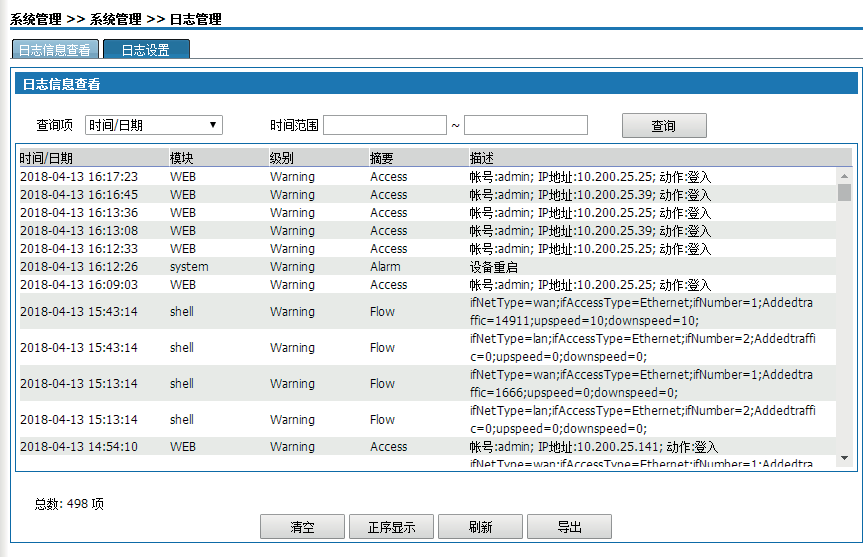 系统管理 >> 系统管理 >> 日志管理
日志信息查看 日志设置
日志信息查看
查询项 时间/日期 时间范围 ~ 查询
时间/日期 模块 级别 摘要 描述
2018-04-13 16:17:23 WEB Warning Access 帐号:admin; IP地址:10.200.25.25; 动作:登入
2018-04-13 16:16:45 WEB Warning Access 帐号:admin; IP地址:10.200.25.39; 动作:登入
2018-04-13 16:13:36 WEB Warning Access 帐号:admin; IP地址:10.200.25.25; 动作:登入
2018-04-13 16:13:08 WEB Warning Access 帐号:admin; IP地址:10.200.25.39; 动作:登入
2018-04-13 16:12:33 WEB Warning Access 帐号:admin; IP地址:10.200.25.25; 动作:登入
2018-04-13 16:12:26 system Warning Alarm 设备重启
2018-04-13 16:09:03 WEB Warning Access 帐号:admin; IP地址:10.200.25.25; 动作:登入
2018-04-13 15:43:14 shell Warning Flow ifNetType=wan;ifAccessType=Ethernet;ifNumber=1;Addedtra
ffic=14911;upspeed=10;downspeed=10;
2018-04-13 15:43:14 shell Warning Flow ifNetType=lan;ifAccessType=Ethernet;ifNumber=2;Addedtraffi
c=0;upspeed=0;downspeed=0;
2018-04-13 15:13:14 shell Warning Flow ifNetType=wan;ifAccessType=Ethernet;ifNumber=1;Addedtra
ffic=1666;upspeed=0;downspeed=0;
2018-04-13 15:13:14 shell Warning Flow ifNetType=lan;ifAccessType=Ethernet;ifNumber=2;Addedtraffi
c=0;upspeed=0;downspeed=0;
2018-04-13 14:54:10 WEB Warning Access 帐号:admin; IP地址:10.200.25.141; 动作:登入
ifNetType=wan;ifAccessType=Ethernet;ifNumber=1;Addedtra
总数: 498 项
清空 正序显示 刷新 导出